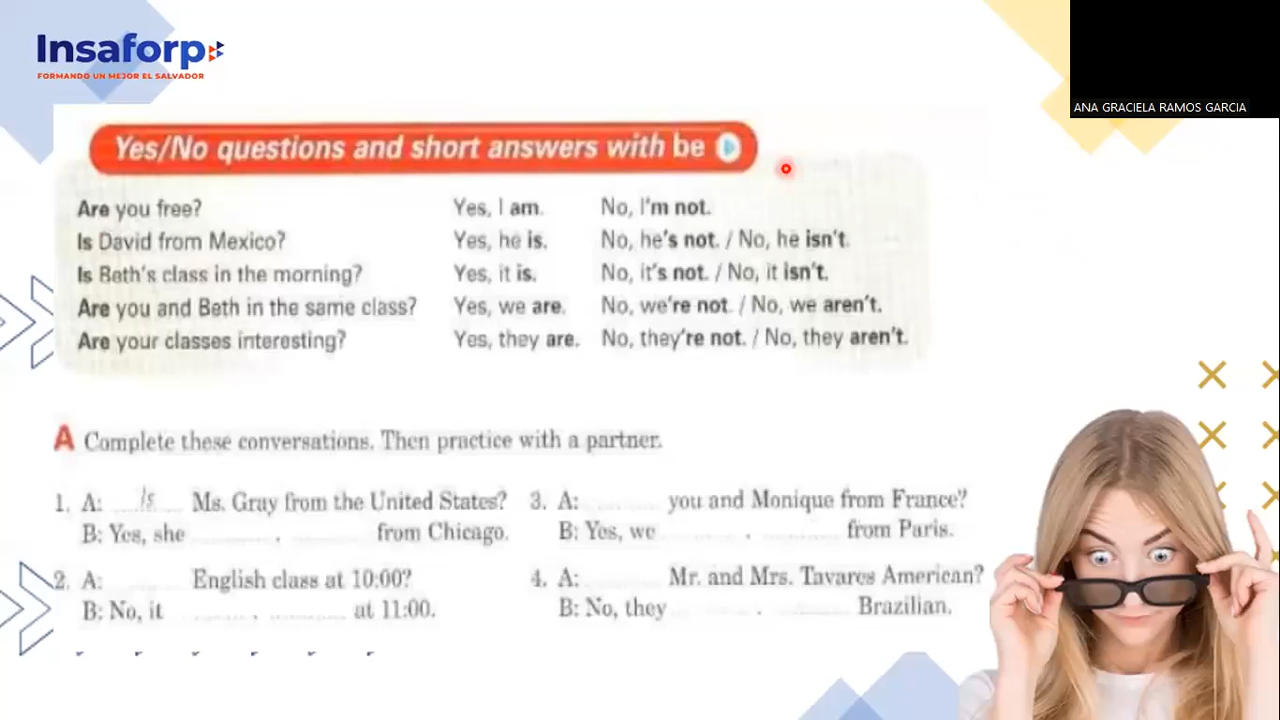 Insaforp
FORMANDO UN MEJOR EL SALVADOR
ANA GRACIELA RAMOS GARCIA
Yes/No questions and short answers with be
Are you free? Yes, I am. No, I'm not.
Is David from Mexico? Yes, he is. No, he's not. / No, he isn't.
Is Beth's class in the morning? Yes, it is. No, it's not. / No, it isn't.
Are you and Beth in the same class? Yes, we are. No, we're not. / No, we aren't.
Are your classes interesting? Yes, they are. No, they're not. / No, they aren't.
A Complete these conversations. Then practice with a partner.
1. A: Is Ms. Gray from the United States?
B: Yes, she ........ . ........ from Chicago.
2. A: ........ English class at 10:00?
B: No, it ........ . ........ at 11:00.
3. A: ........ you and Monique from France?
B: Yes, we ........ . ........ from Paris.
4. A: ........ Mr. and Mrs. Tavares American?
B: No, they ........ . ........ Brazilian.